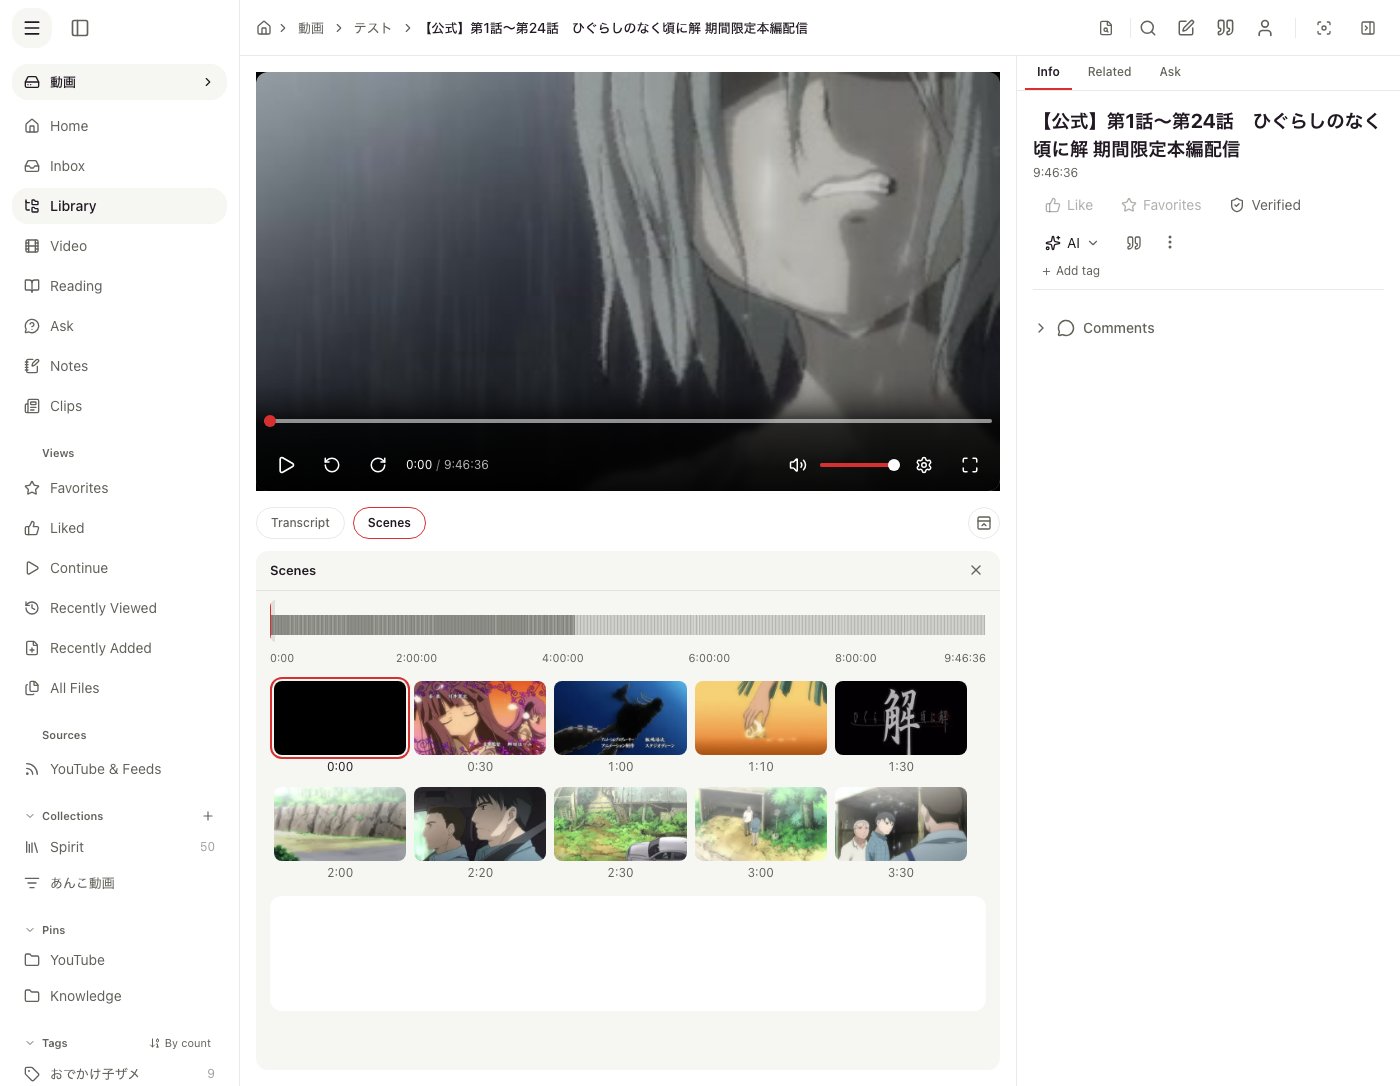 動画
テスト
【公式】第1話〜第24話　ひぐらしのなく頃に解 期間限定本編配信
動画
Home
Inbox
Library
Video
Reading
Ask
Notes
Clips
Views
Favorites
Liked
Continue
Recently Viewed
Recently Added
All Files
Sources
YouTube & Feeds
Collections
Spirit 50
あんこ動画
Pins
YouTube
Knowledge
Tags By count
おでかけ子ザメ 9
0:00 / 9:46:36
Transcript
Scenes
Scenes
0:00 2:00:00 4:00:00 6:00:00 8:00:00 9:46:36
解
0:00 0:30 1:00 1:10 1:30
2:00 2:20 2:30 3:00 3:30
Info Related Ask
【公式】第1話〜第24話　ひぐらしのなく
頃に解 期間限定本編配信
9:46:36
Like Favorites Verified
AI
+ Add tag
Comments